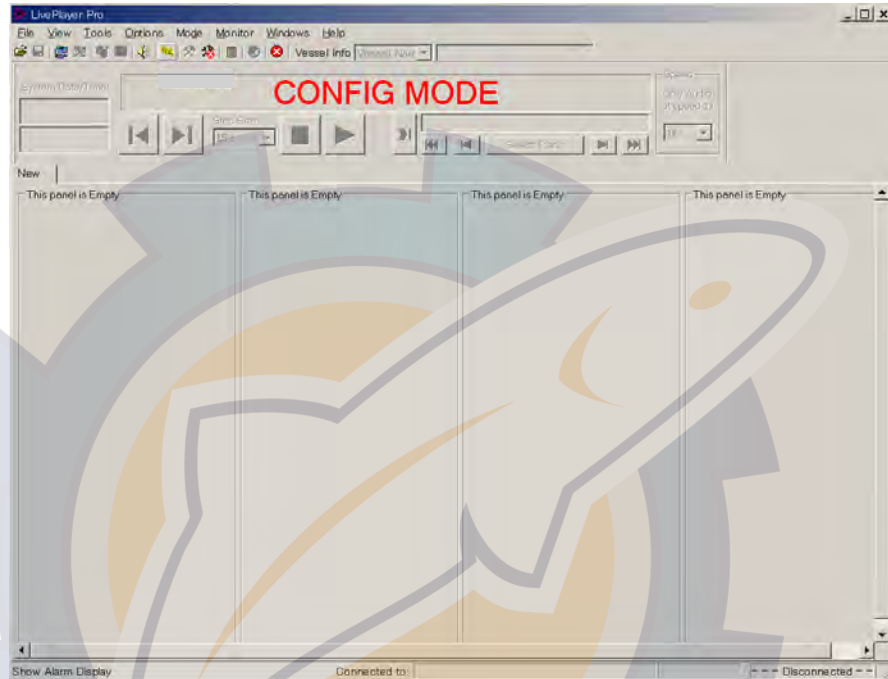 LivePlayer Pro
File View Tools Options Mode Monitor Windows Help
Vessel Info
System Date/Time
CONFIG MODE
Speed
New
This panel is Empty This panel is Empty This panel is Empty This panel is Empty
Show Alarm Display Connected to: - - - Disconnected - -